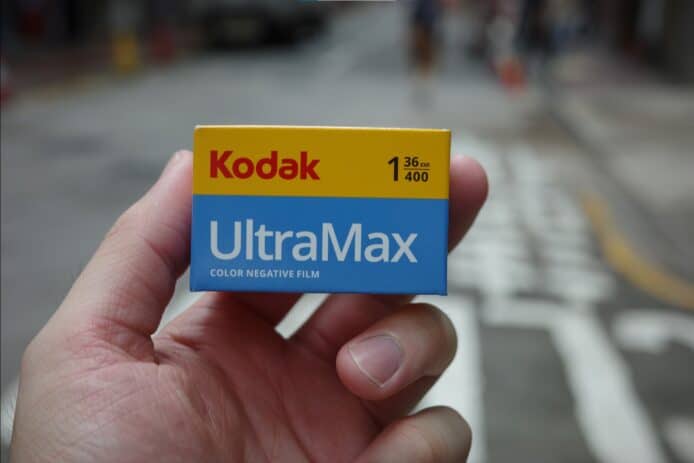 Kodak
1 36 EXP
400
UltraMax
COLOR NEGATIVE FILM